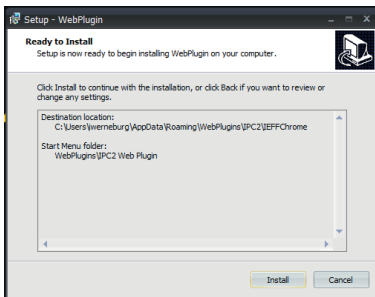 Setup - WebPlugin
Ready to Install
Setup is now ready to begin installing WebPlugin on your computer.
Click Install to continue with the installation, or click Back if you want to review or
change any settings.
Destination location:
C:\Users\jwerneburg\AppData\Roaming\WebPlugins\IPC2\IEFFChrome
Start Menu folder:
WebPlugins\IPC2 Web Plugin
Install
Cancel